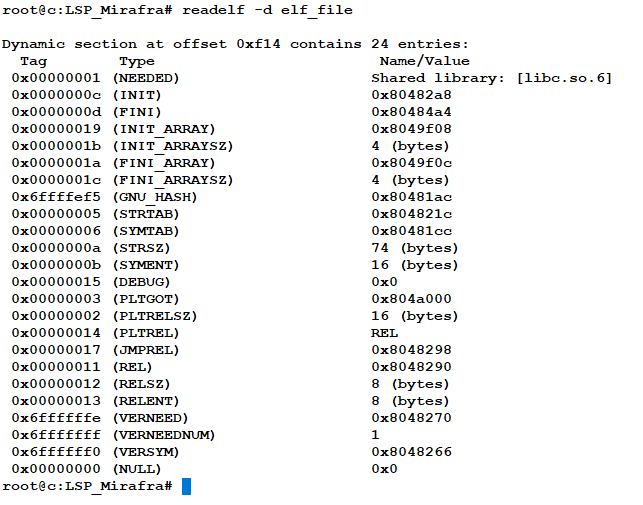 root@c:LSP_Mirafra# readelf -d elf_file
Dynamic section at offset 0xf14 contains 24 entries:
Tag Type Name/Value
0x00000001 (NEEDED) Shared library: [libc.so.6]
0x0000000c (INIT) 0x80482a8
0x0000000d (FINI) 0x80484a4
0x00000019 (INIT_ARRAY) 0x8049f08
0x0000001b (INIT_ARRAYSZ) 4 (bytes)
0x0000001a (FINI_ARRAY) 0x8049f0c
0x0000001c (FINI_ARRAYSZ) 4 (bytes)
0x6ffffef5 (GNU_HASH) 0x80481ac
0x00000005 (STRTAB) 0x804821c
0x00000006 (SYMTAB) 0x80481cc
0x0000000a (STRSZ) 74 (bytes)
0x0000000b (SYMENT) 16 (bytes)
0x00000015 (DEBUG) 0x0
0x00000003 (PLTGOT) 0x804a000
0x00000002 (PLTRELSZ) 16 (bytes)
0x00000014 (PLTREL) REL
0x00000017 (JMPREL) 0x8048298
0x00000011 (REL) 0x8048290
0x00000012 (RELSZ) 8 (bytes)
0x00000013 (RELENT) 8 (bytes)
0x6ffffffe (VERNEED) 0x8048270
0x6fffffff (VERNEEDNUM) 1
0x6ffffff0 (VERSYM) 0x8048266
0x00000000 (NULL) 0x0
root@c:LSP_Mirafra#